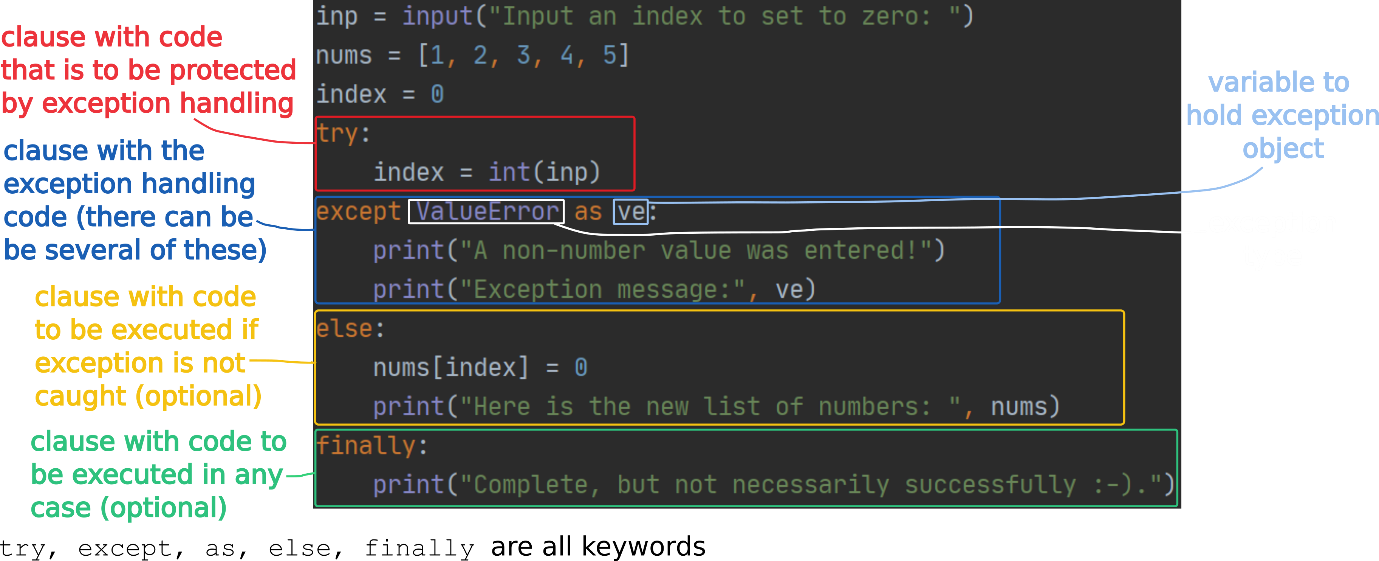 clause with code
that is to be protected
by exception handling
clause with the
exception handling
code (there can be
be several of these)
clause with code
to be executed if
exception is not
caught (optional)
clause with code to
be executed in any
case (optional)
inp = input("Input an index to set to zero: ")
nums = [1, 2, 3, 4, 5]
index = 0
try:
    index = int(inp)
except ValueError as ve:
    print("A non-number value was entered!")
    print("Exception message:", ve)
else:
    nums[index] = 0
    print("Here is the new list of numbers: ", nums)
finally:
    print("Complete, but not necessarily successfully :-).")
variable to
hold exception
object
try, except, as, else, finally are all keywords